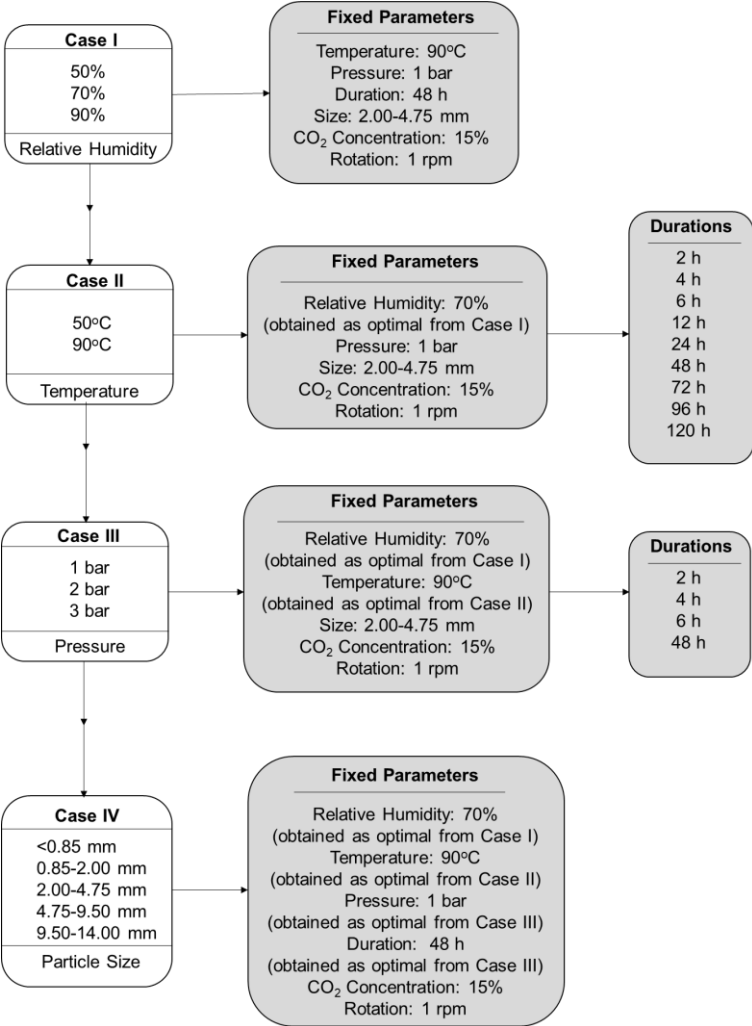 Case I
50%
70%
90%
Relative Humidity
Fixed Parameters
Temperature: 90°C
Pressure: 1 bar
Duration: 48 h
Size: 2.00-4.75 mm
CO₂ Concentration: 15%
Rotation: 1 rpm
Case II
50°C
90°C
Temperature
Fixed Parameters
Relative Humidity: 70%
(obtained as optimal from Case I)
Pressure: 1 bar
Size: 2.00-4.75 mm
CO₂ Concentration: 15%
Rotation: 1 rpm
Durations
2 h
4 h
6 h
12 h
24 h
48 h
72 h
96 h
120 h
Case III
1 bar
2 bar
3 bar
Pressure
Fixed Parameters
Relative Humidity: 70%
(obtained as optimal from Case I)
Temperature: 90°C
(obtained as optimal from Case II)
Size: 2.00-4.75 mm
CO₂ Concentration: 15%
Rotation: 1 rpm
Durations
2 h
4 h
6 h
48 h
Case IV
<0.85 mm
0.85-2.00 mm
2.00-4.75 mm
4.75-9.50 mm
9.50-14.00 mm
Particle Size
Fixed Parameters
Relative Humidity: 70%
(obtained as optimal from Case I)
Temperature: 90°C
(obtained as optimal from Case II)
Pressure: 1 bar
(obtained as optimal from Case III)
Duration: 48 h
(obtained as optimal from Case III)
CO₂ Concentration: 15%
Rotation: 1 rpm